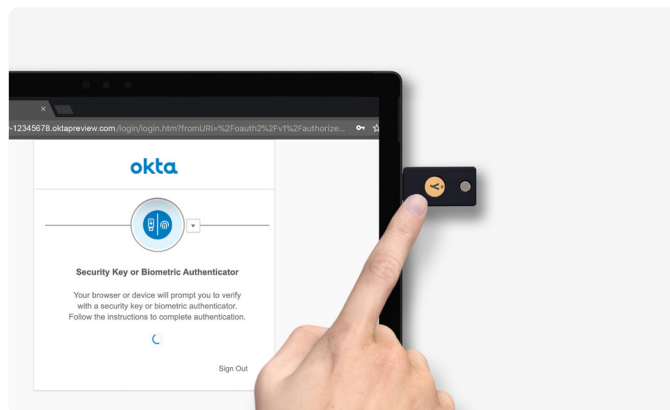 -12345678.oktapreview.com/login/login.htm?fromURI=%2Foauth2%2Fv1%2Fauthorize...
okta
Security Key or Biometric Authenticator
Your browser or device will prompt you to verify
with a security key or biometric authenticator.
Follow the instructions to complete authentication.
Sign Out